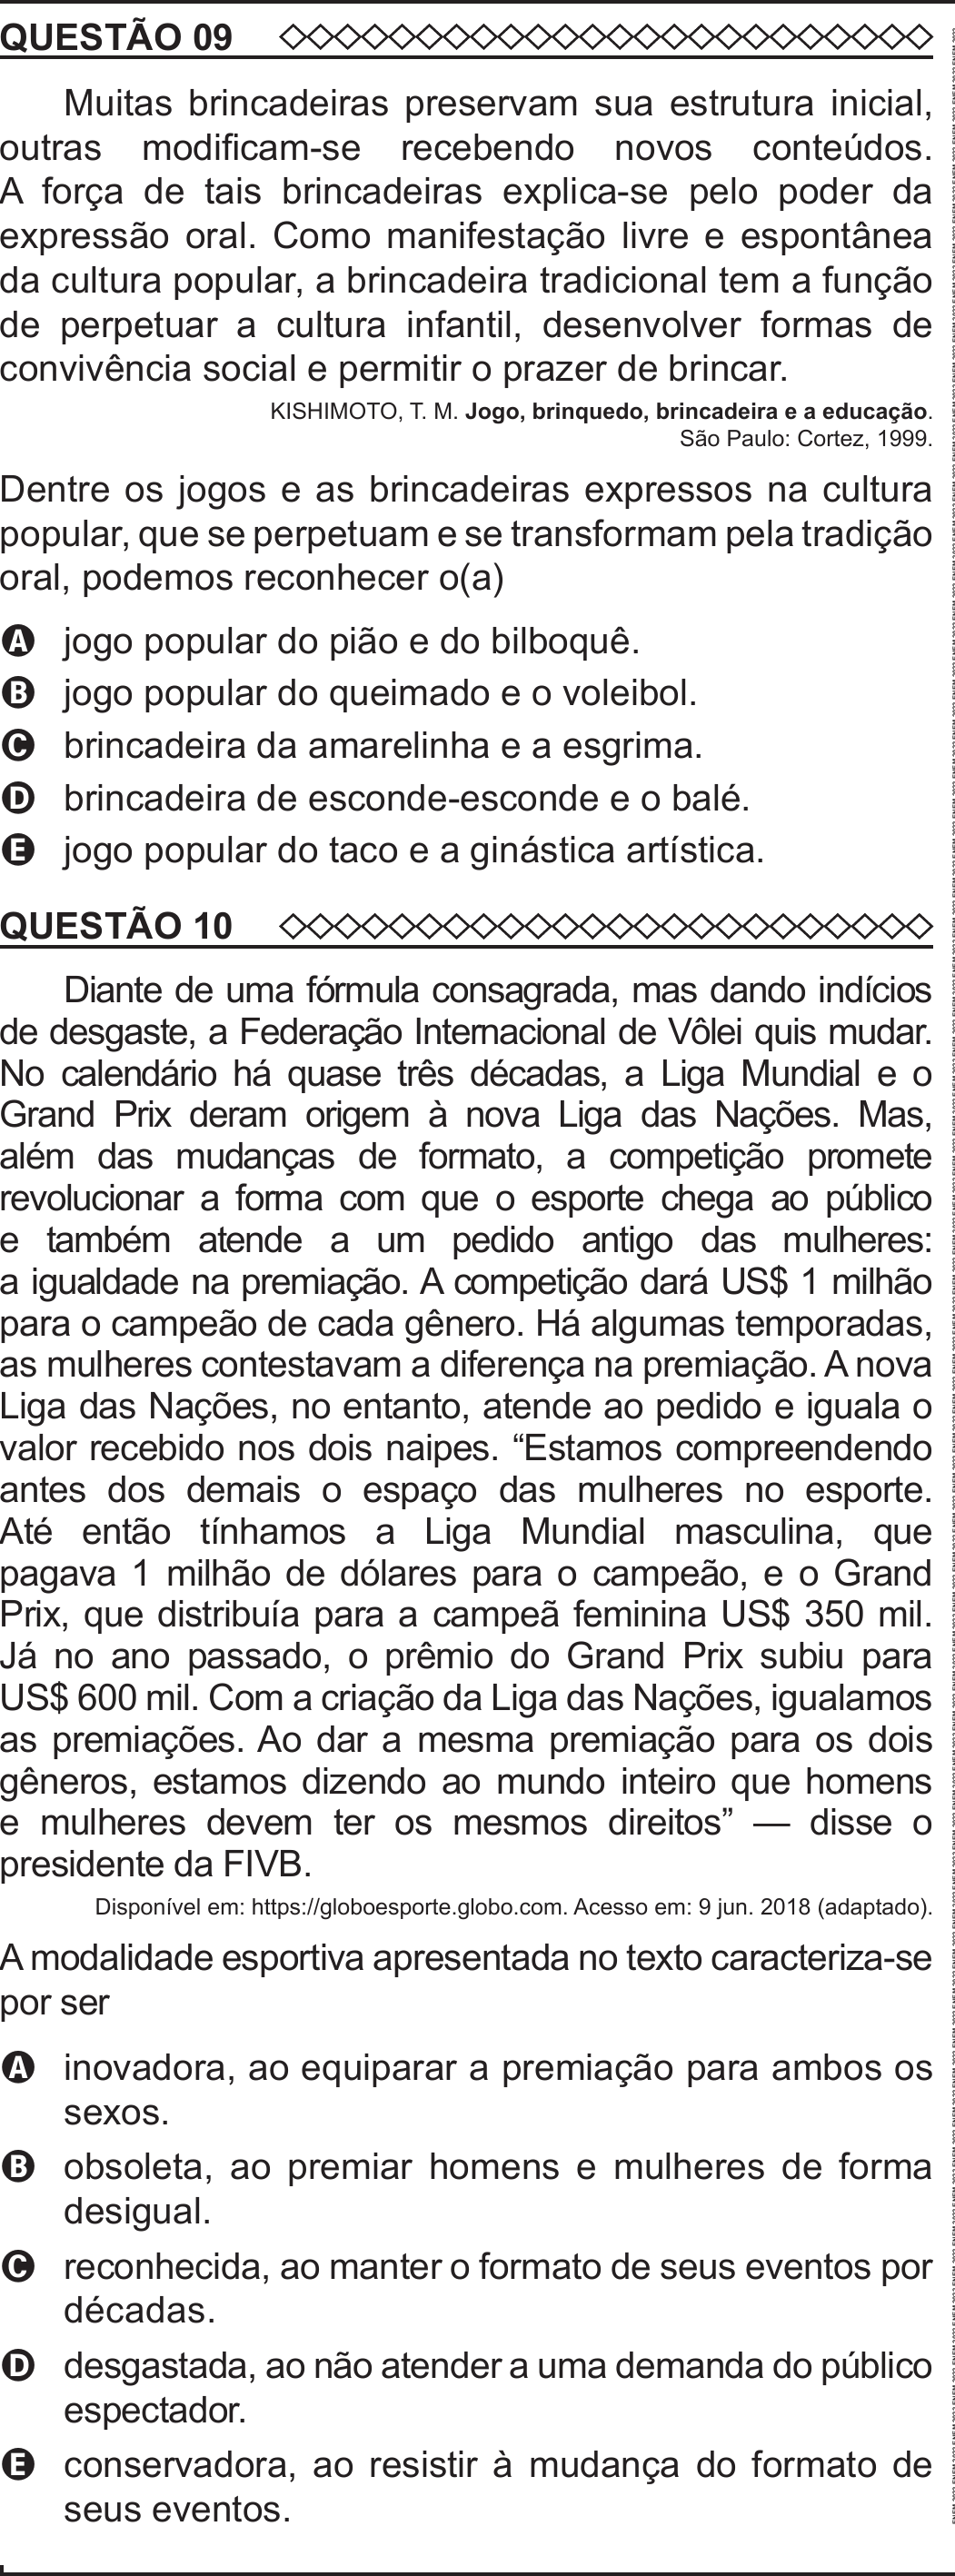 QUESTÃO 09
Muitas brincadeiras preservam sua estrutura inicial,
outras modificam-se recebendo novos conteúdos.
A força de tais brincadeiras explica-se pelo poder da
expressão oral. Como manifestação livre e espontânea
da cultura popular, a brincadeira tradicional tem a função
de perpetuar a cultura infantil, desenvolver formas de
convivência social e permitir o prazer de brincar.
KISHIMOTO, T. M. Jogo, brinquedo, brincadeira e a educação.
São Paulo: Cortez, 1999.
Dentre os jogos e as brincadeiras expressos na cultura
popular, que se perpetuam e se transformam pela tradição
oral, podemos reconhecer o(a)
A jogo popular do pião e do bilboquê.
B jogo popular do queimado e o voleibol.
C brincadeira da amarelinha e a esgrima.
D brincadeira de esconde-esconde e o balé.
E jogo popular do taco e a ginástica artística.
QUESTÃO 10
Diante de uma fórmula consagrada, mas dando indícios
de desgaste, a Federação Internacional de Vôlei quis mudar.
No calendário há quase três décadas, a Liga Mundial e o
Grand Prix deram origem à nova Liga das Nações. Mas,
além das mudanças de formato, a competição promete
revolucionar a forma com que o esporte chega ao público
e também atende a um pedido antigo das mulheres:
a igualdade na premiação. A competição dará US$ 1 milhão
para o campeão de cada gênero. Há algumas temporadas,
as mulheres contestavam a diferença na premiação. A nova
Liga das Nações, no entanto, atende ao pedido e iguala o
valor recebido nos dois naipes. “Estamos compreendendo
antes dos demais o espaço das mulheres no esporte.
Até então tínhamos a Liga Mundial masculina, que
pagava 1 milhão de dólares para o campeão, e o Grand
Prix, que distribuía para a campeã feminina US$ 350 mil.
Já no ano passado, o prêmio do Grand Prix subiu para
US$ 600 mil. Com a criação da Liga das Nações, igualamos
as premiações. Ao dar a mesma premiação para os dois
gêneros, estamos dizendo ao mundo inteiro que homens
e mulheres devem ter os mesmos direitos” — disse o
presidente da FIVB.
Disponível em: https://globoesporte.globo.com. Acesso em: 9 jun. 2018 (adaptado).
A modalidade esportiva apresentada no texto caracteriza-se
por ser
A inovadora, ao equiparar a premiação para ambos os
sexos.
B obsoleta, ao premiar homens e mulheres de forma
desigual.
C reconhecida, ao manter o formato de seus eventos por
décadas.
D desgastada, ao não atender a uma demanda do público
espectador.
E conservadora, ao resistir à mudança do formato de
seus eventos.